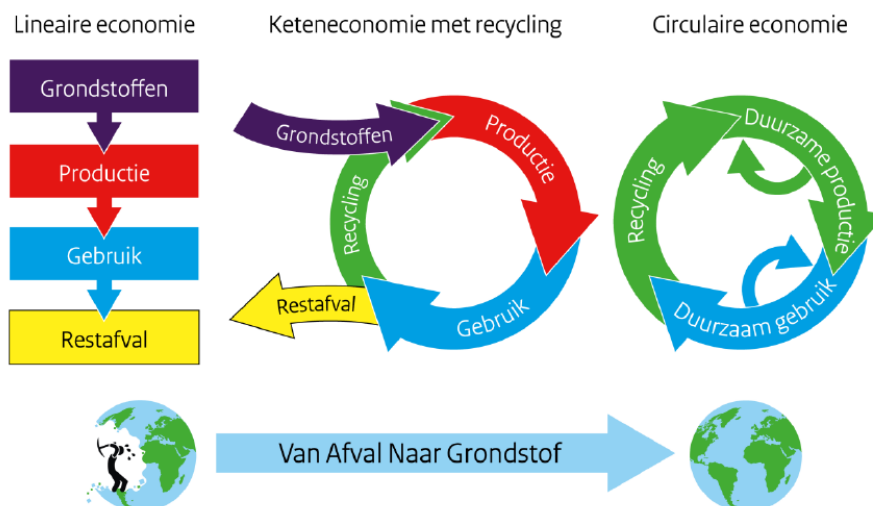 Lineaire economie
Grondstoffen
Productie
Gebruik
Restafval
Keteneconomie met recycling
Grondstoffen
Productie
Recycling
Restafval
Gebruik
Circulaire economie
Duurzame productie
Recycling
Duurzaam gebruik
Van Afval Naar Grondstof